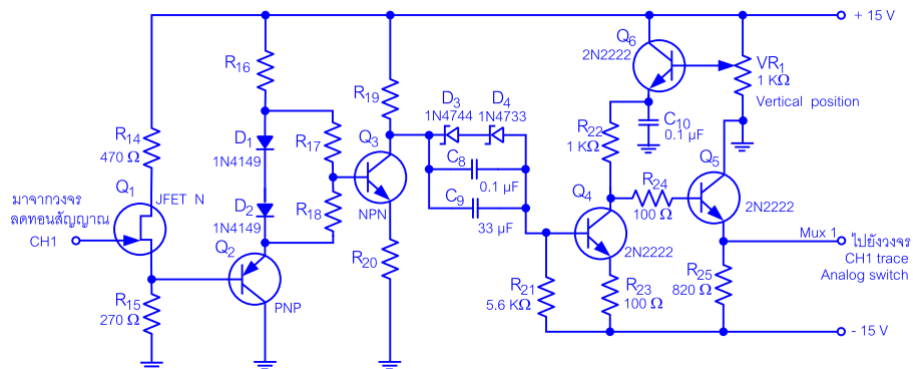 + 15 V
Q6
2N2222
VR1
1 KΩ
Vertical position
R16
R19
D3
1N4744
D4
1N4733
C10
0.1 µF
R14
470 Ω
D1
1N4149
R17
Q3
R22
1 KΩ
Q5
C8
0.1 µF
Q1
JFET N
มาจากวงจร
ลดทอนสัญญาณ
CH1
D2
1N4149
R18
NPN
C9
33 µF
Q4
R24
100 Ω
2N2222
Q2
2N2222
Mux 1
ไปยังวงจร
CH1 trace
Analog switch
R15
270 Ω
PNP
R20
R21
5.6 KΩ
R23
100 Ω
R25
820 Ω
- 15 V